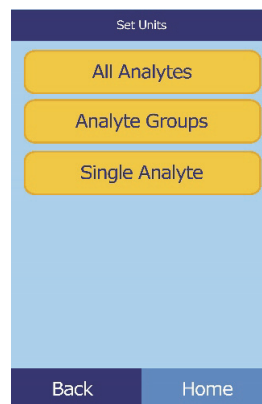 Set Units
All Analytes
Analyte Groups
Single Analyte
Back Home